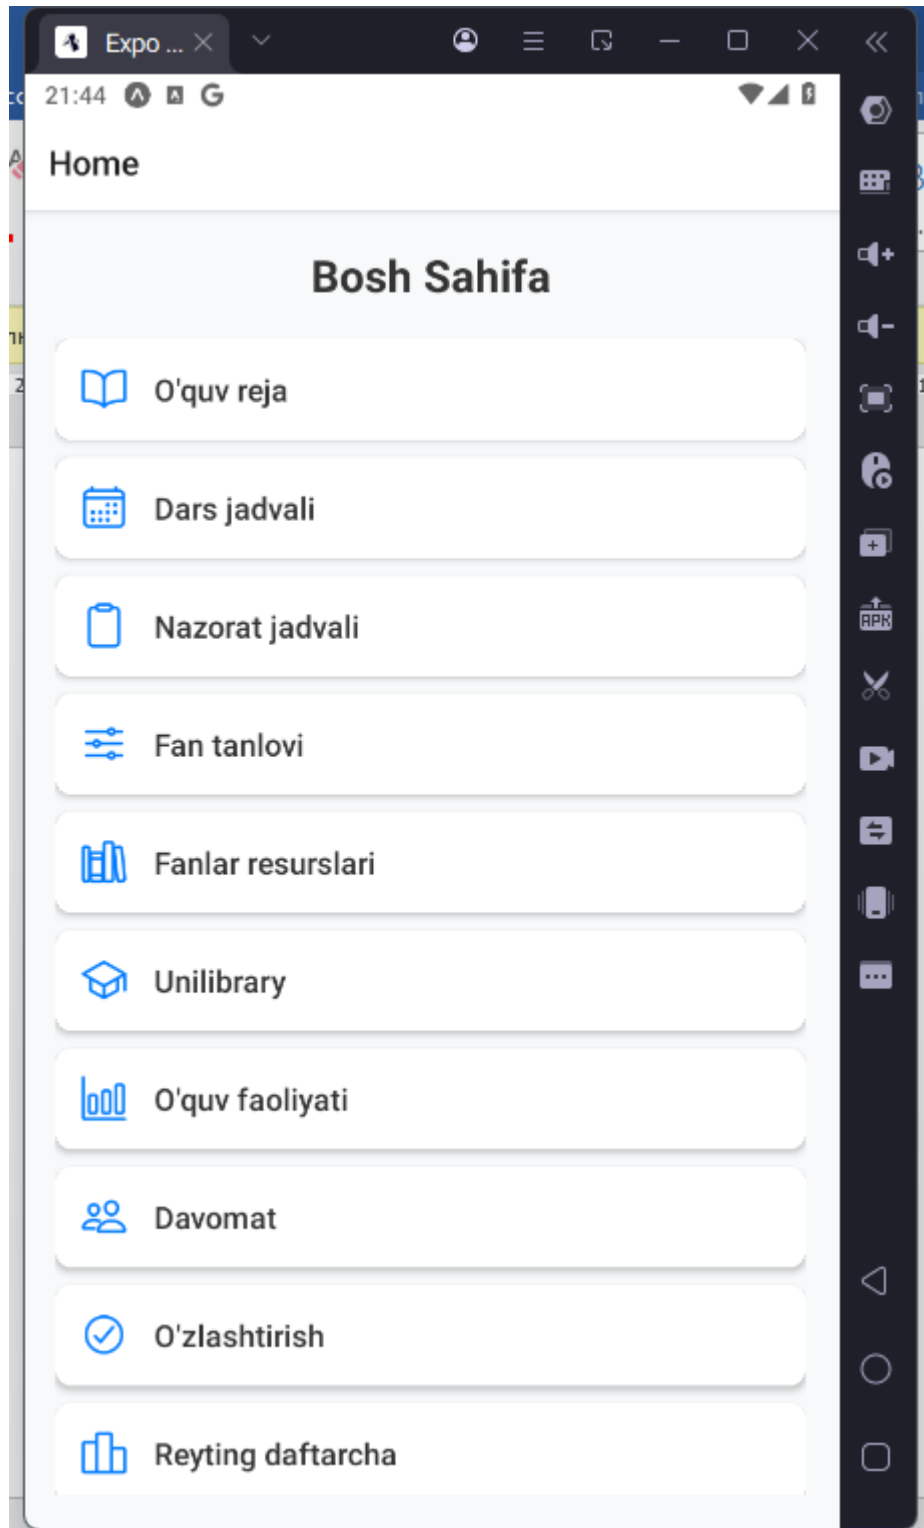 Expo ...
21:44
Home
Bosh Sahifa
O'quv reja
Dars jadvali
Nazorat jadvali
Fan tanlovi
Fanlar resurslari
Unilibrary
O'quv faoliyati
Davomat
O'zlashtirish
Reyting daftarcha
APK